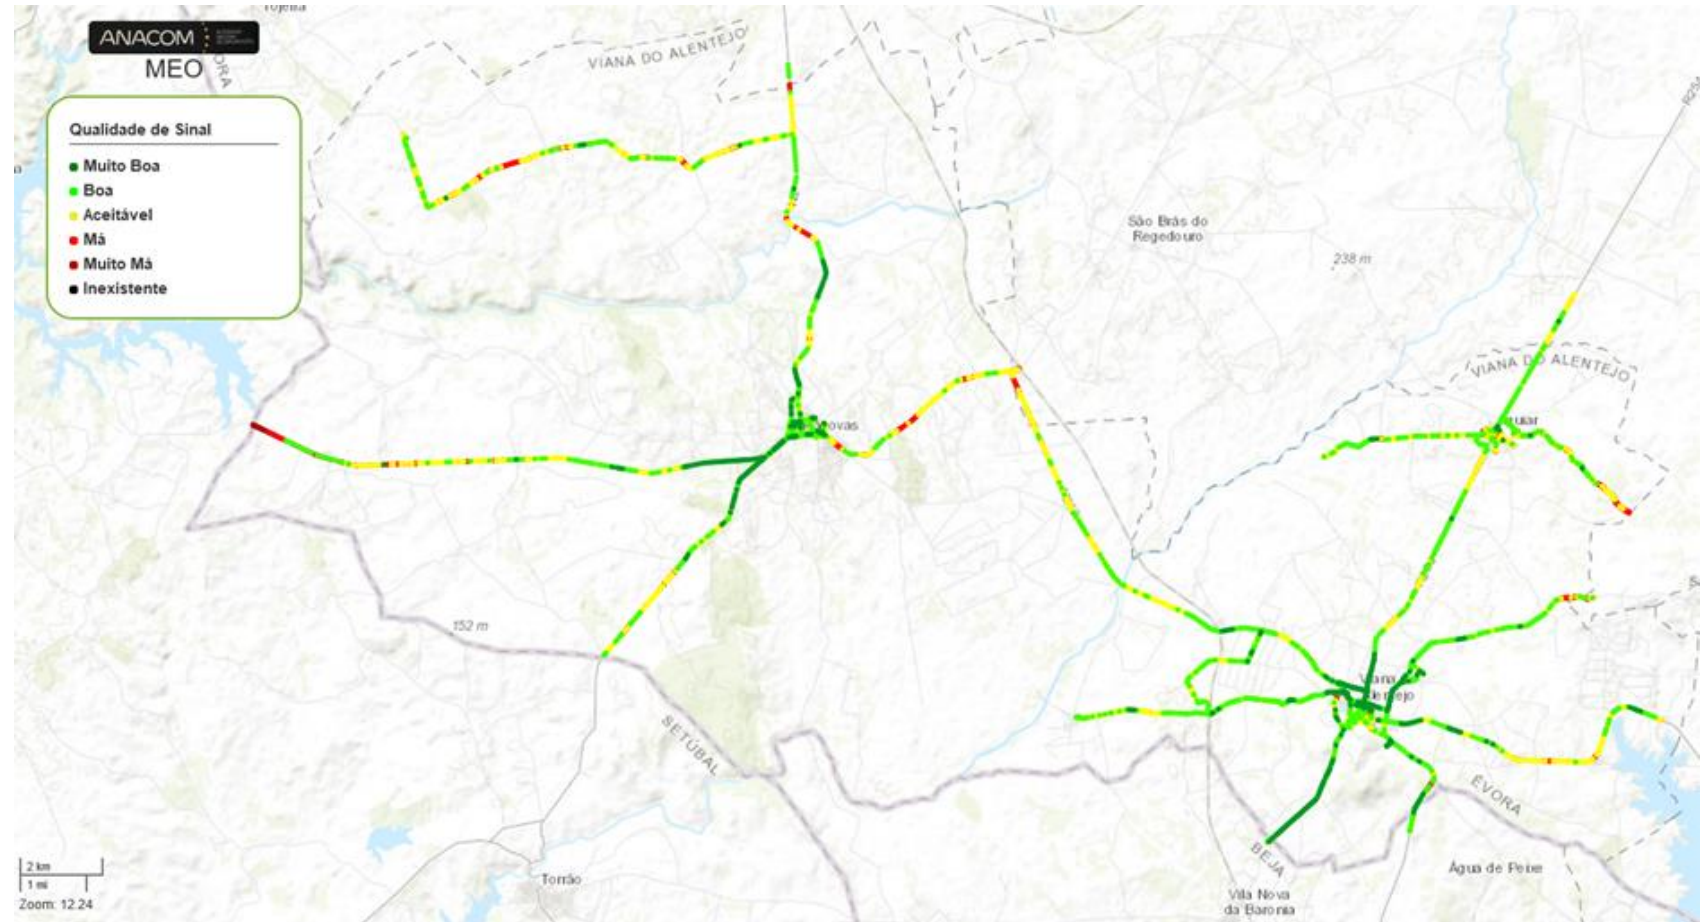 ANACOM
MEO
Qualidade de Sinal
Muito Boa
Boa
Aceitável
Má
Muito Má
Inexistente
VIANA DO ALENTEJO
São Brás do
Regedouro
238 m
VIANA DO ALENTEJO
152 m
SETÚBAL
ÉVORA
BEJA
Água de Peixe
Vila Nova
da Baronia
Torrão
2 km
1 mi
Zoom: 12.24